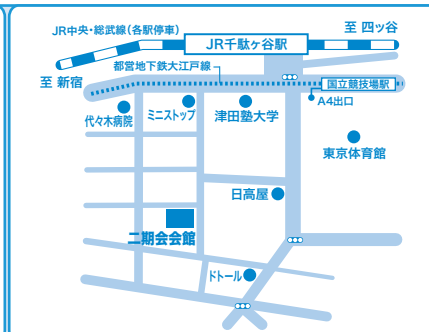 JR中央・総武線(各駅停車)
至 四ッ谷
JR千駄ヶ谷駅
都営地下鉄大江戸線
至 新宿
国立競技場駅
A4出口
代々木病院
ミニストップ
津田塾大学
東京体育館
日高屋
二期会会館
ドトール